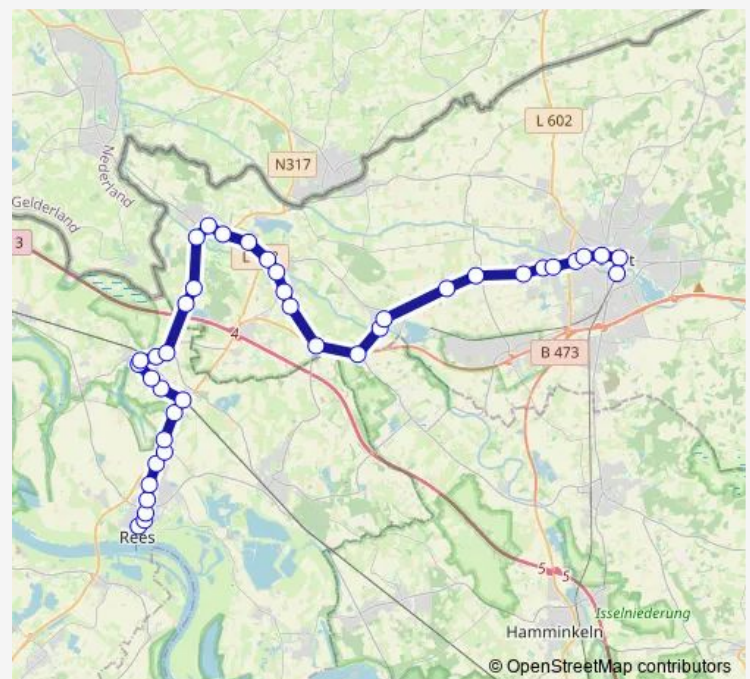 L 602
N317
Nederland
Gelderland
3
L
t
4
B 473
Rees
5
5
Isselniederung
Hamminkeln
© OpenStreetMap contributors